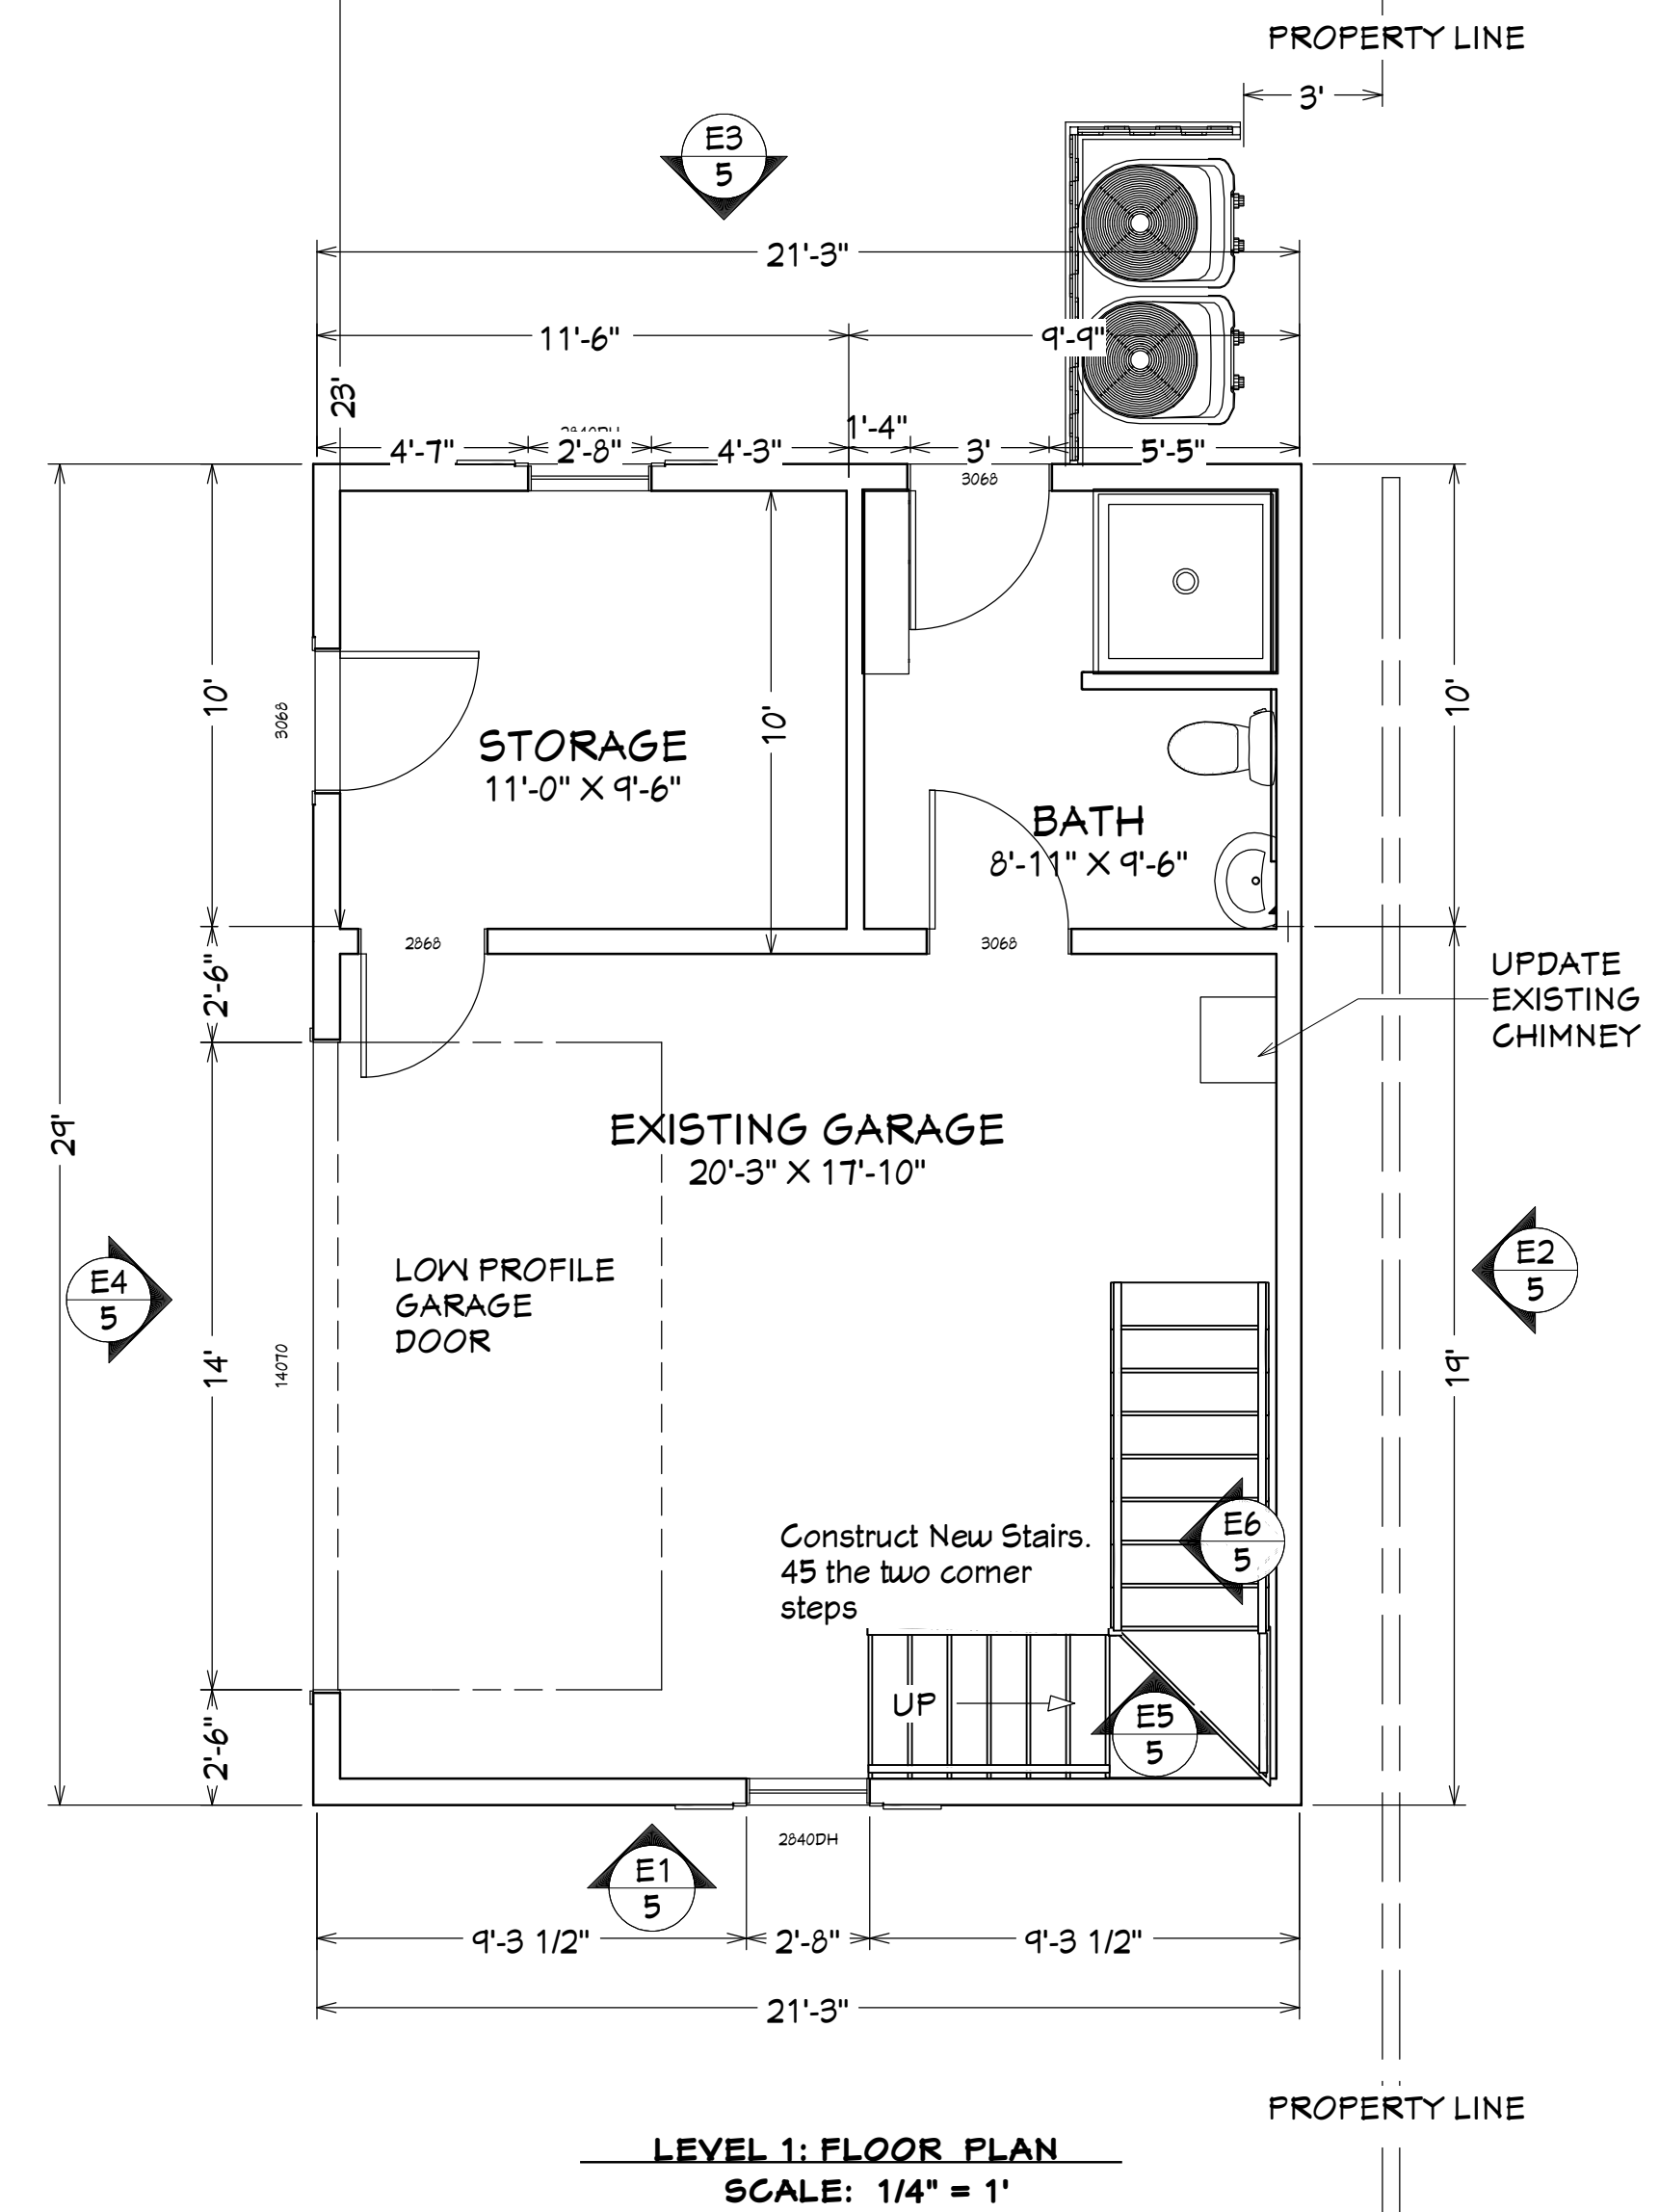 PROPERTY LINE
3'
E3
5
21'-3"
11'-6"
9'-9"
23'
1'-4"
4'-7"
2'-8"
4'-3"
3'
5'-5"
3068
10'
3068
10'
10'
STORAGE
11'-0" X 9'-6"
BATH
8'-11" X 9'-6"
2868
3068
2'-6"
UPDATE
EXISTING
CHIMNEY
29'
EXISTING GARAGE
20'-3" X 17'-10"
E4
5
LOW PROFILE
GARAGE
DOOR
E2
5
14'
14070
19'
Construct New Stairs.
45 the two corner
steps
E6
5
UP
E5
5
2'-6"
2840DH
E1
5
9'-3 1/2"
2'-8"
9'-3 1/2"
21'-3"
PROPERTY LINE
LEVEL 1: FLOOR PLAN
SCALE: 1/4" = 1'